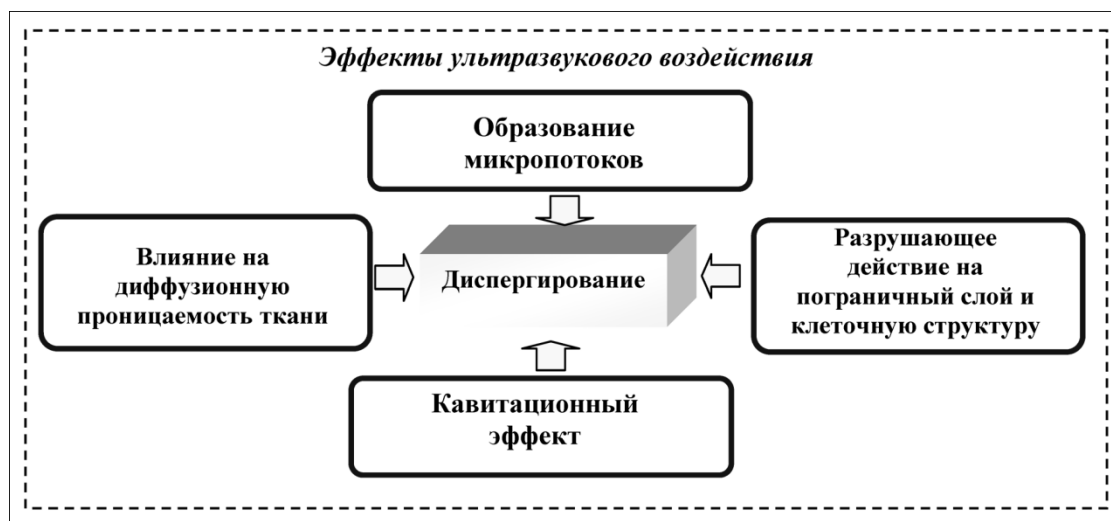 Эффекты ультразвукового воздействия
Образование
микропотоков
Влияние на
диффузионную
проницаемость ткани
Диспергирование
Разрушающее
действие на
пограничный слой и
клеточную структуру
Кавитационный
эффект